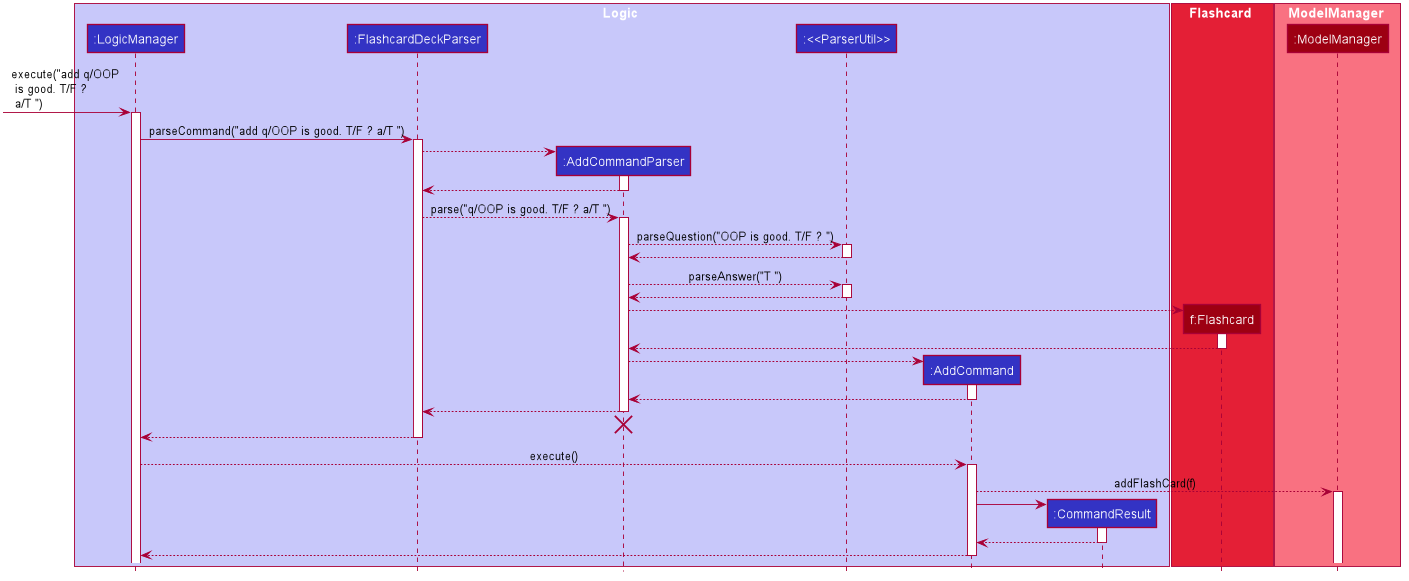 Logic
Flashcard
ModelManager
:LogicManager
:FlashcardDeckParser
:<<ParserUtil>>
:ModelManager
execute("add q/OOP
is good. T/F ?
a/T ")
parseCommand("add q/OOP is good. T/F ? a/T ")
:AddCommandParser
parse("q/OOP is good. T/F ? a/T ")
parseQuestion("OOP is good. T/F ? ")
parseAnswer("T ")
f:Flashcard
:AddCommand
execute()
addFlashCard(f)
:CommandResult